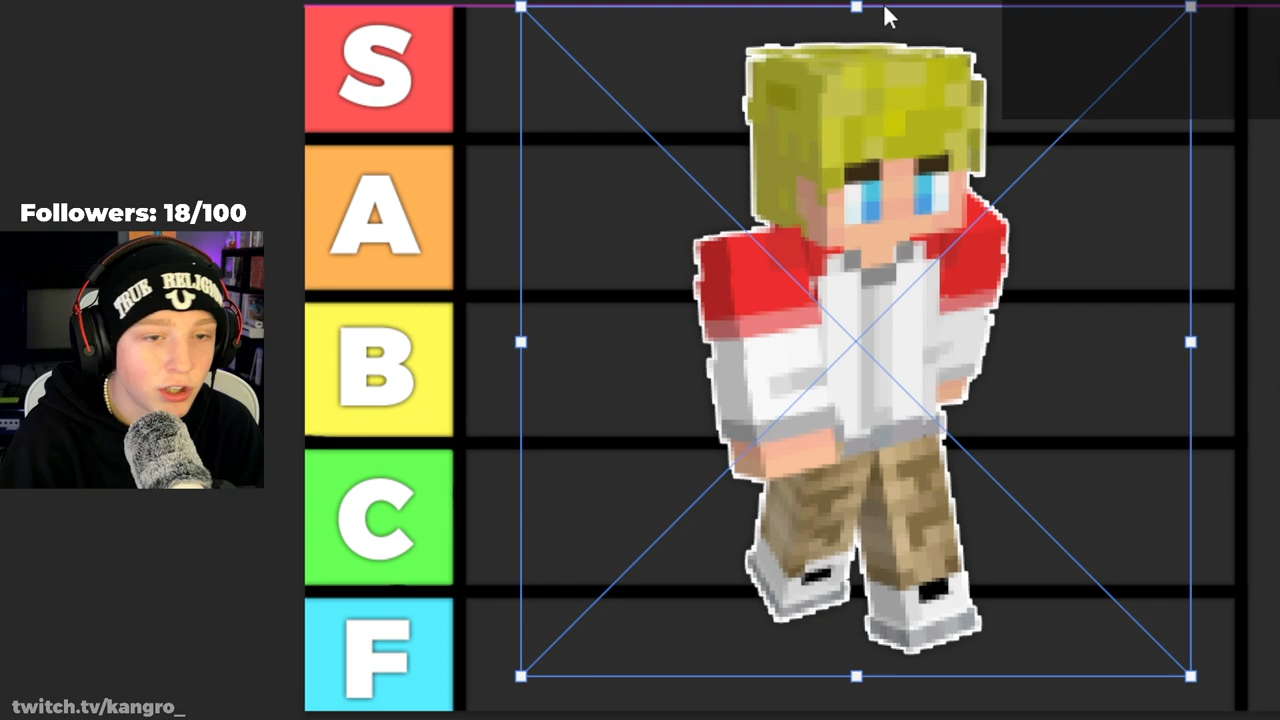 S
A
Followers: 18/100
TRUE RELIGION
B
C
F
twitch.tv/kangro_